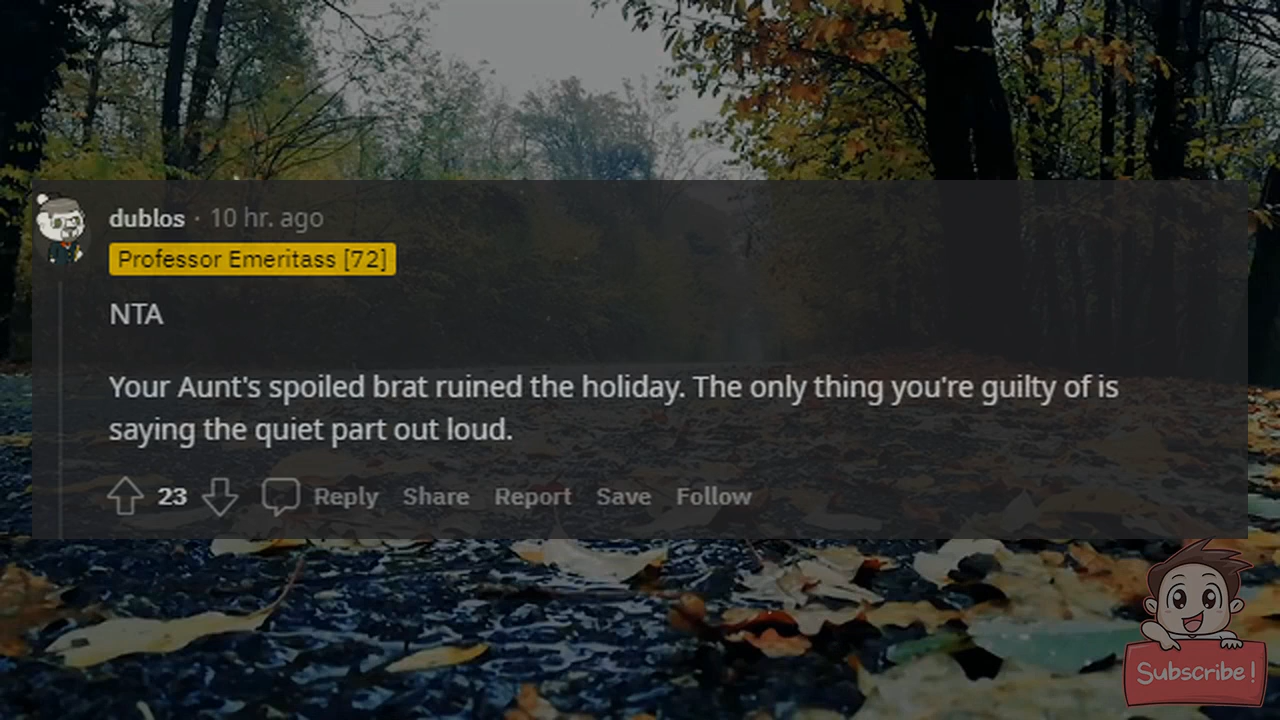 dublos · 10 hr. ago
Professor Emeritass [72]
NTA
Your Aunt's spoiled brat ruined the holiday. The only thing you're guilty of is
saying the quiet part out loud.
23 Reply Share Report Save Follow
Subscribe!